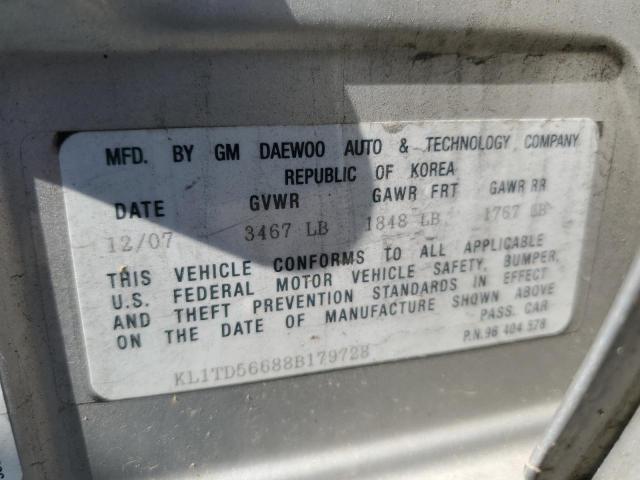 MFD. BY GM DAEWOO AUTO & TECHNOLOGY COMPANY
REPUBLIC OF KOREA
DATE GVWR GAWR FRT GAWR RR
12/07 3467 LB 1848 LB 1767 LB
THIS VEHICLE CONFORMS TO ALL APPLICABLE
U.S. FEDERAL MOTOR VEHICLE SAFETY, BUMPER,
AND THEFT PREVENTION STANDARDS IN EFFECT
ON THE DATE OF MANUFACTURE SHOWN ABOVE
PASS. CAR
P.N.96 404 578
KL1TD56688B179728